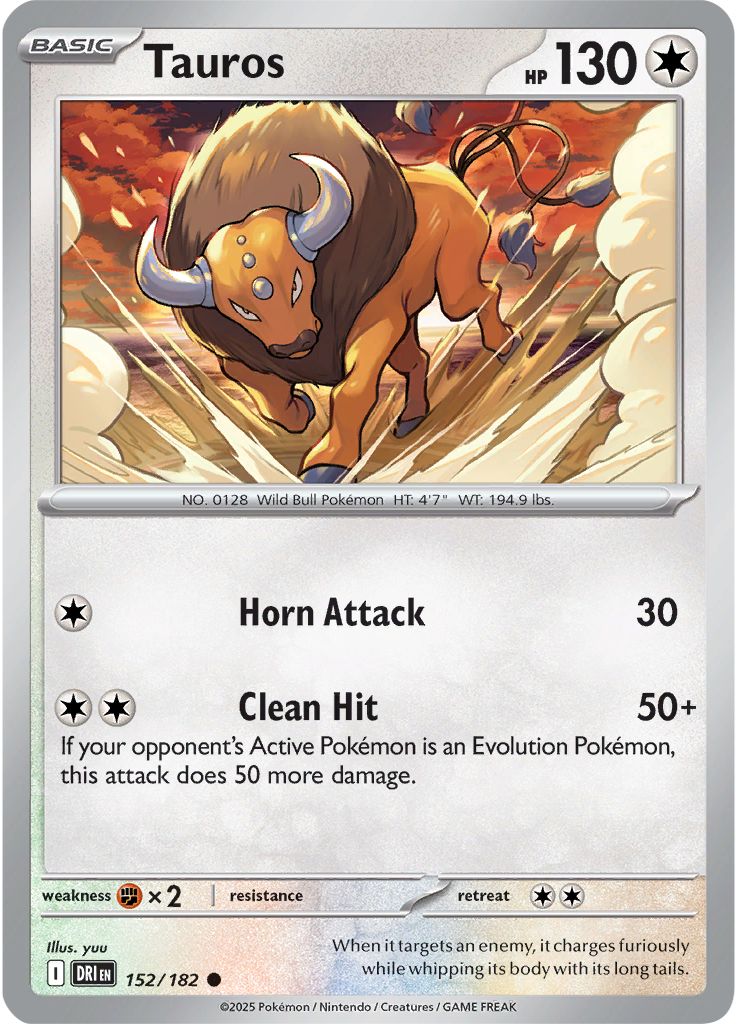 BASIC
Tauros
HP 130
NO. 0128 Wild Bull Pokémon HT: 4'7" WT: 194.9 lbs.
Horn Attack 30
Clean Hit 50+
If your opponent's Active Pokémon is an Evolution Pokémon,
this attack does 50 more damage.
weakness ×2 resistance retreat
Illus. yuu
When it targets an enemy, it charges furiously
while whipping its body with its long tails.
I DRI EN 152/182
©2025 Pokémon / Nintendo / Creatures / GAME FREAK